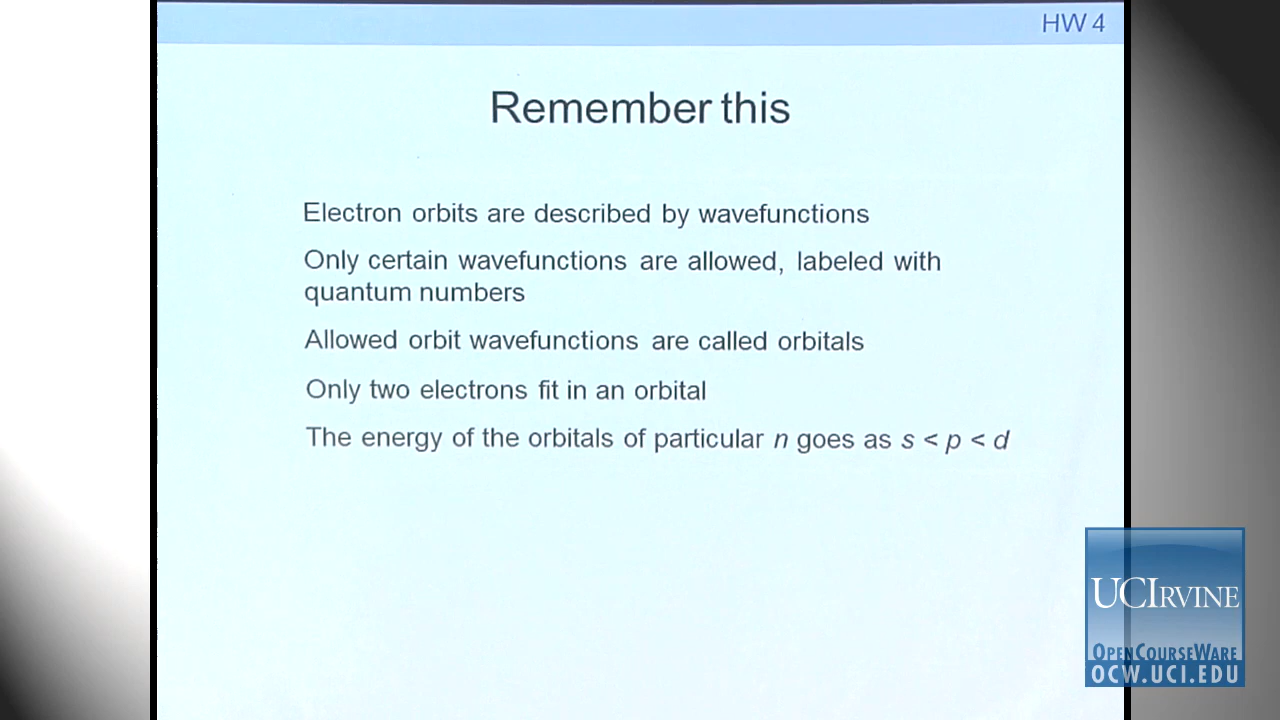 HW 4
Remember this
Electron orbits are described by wavefunctions
Only certain wavefunctions are allowed, labeled with
quantum numbers
Allowed orbit wavefunctions are called orbitals
Only two electrons fit in an orbital
The energy of the orbitals of particular n goes as s < p < d
UCIRVINE
OPENCOURSEWARE
OCW.UCI.EDU